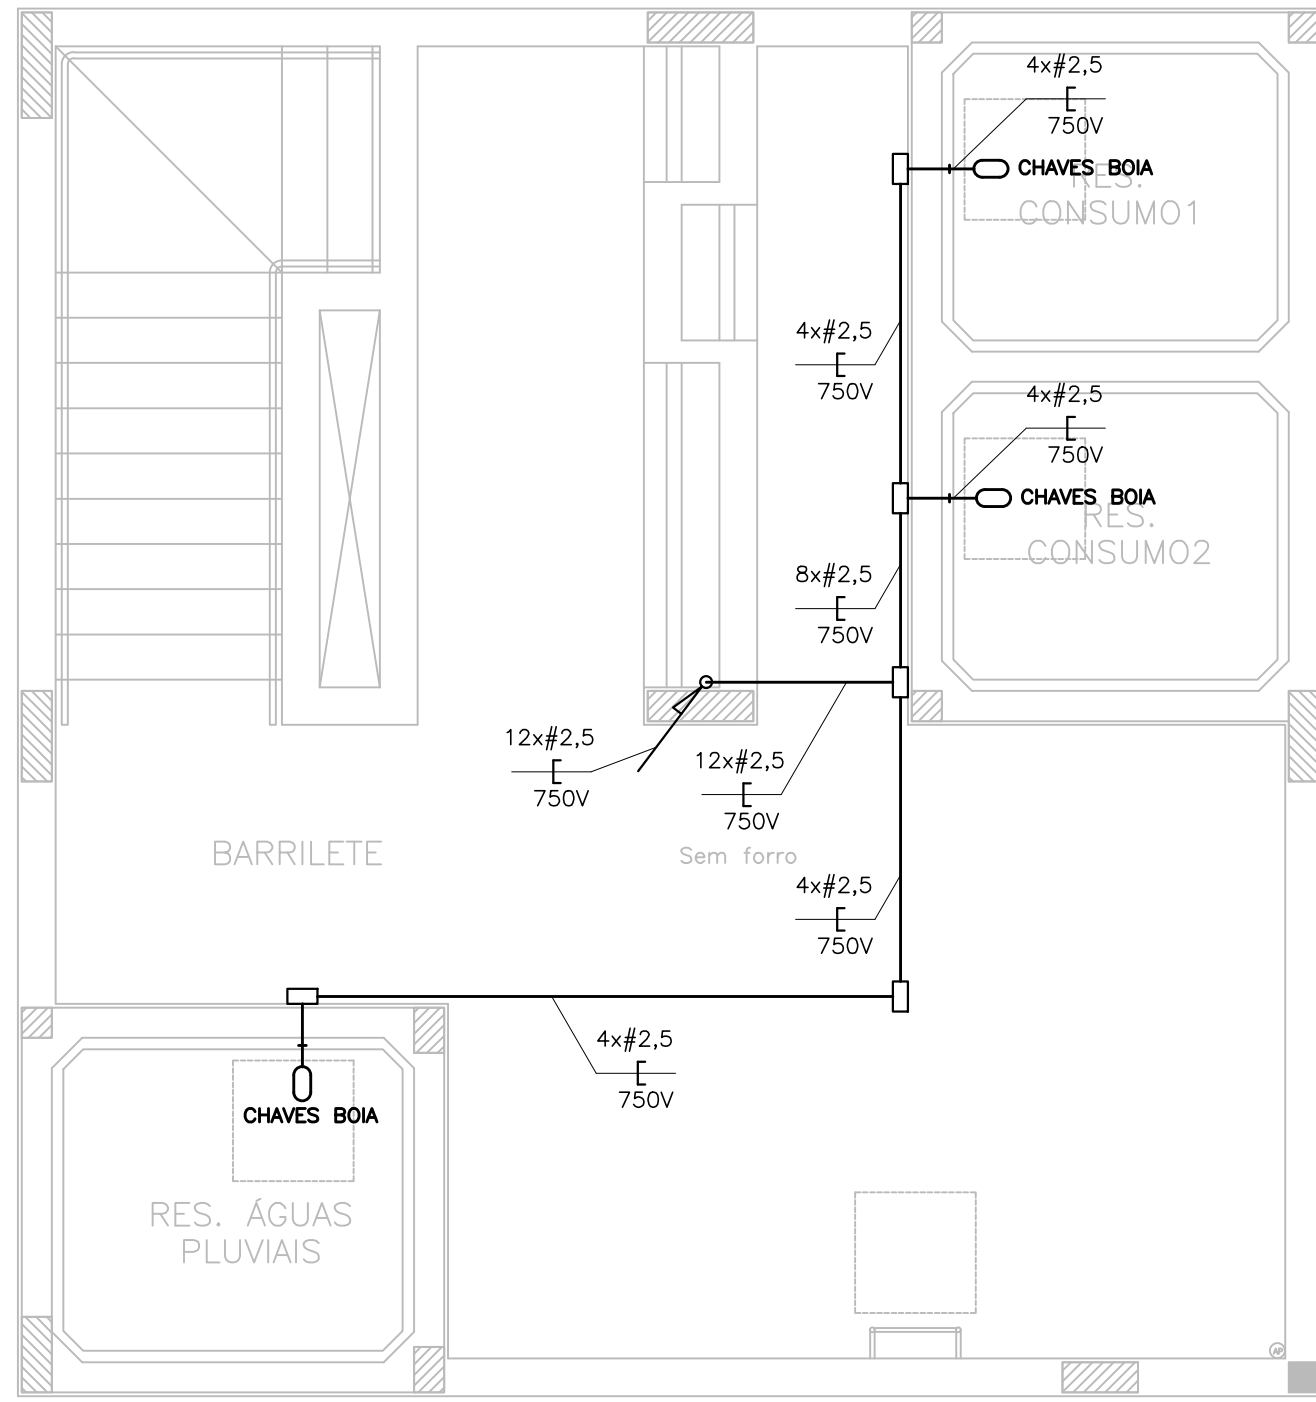 4x#2,5
750V
CHAVES BOIA
RES.
CONSUMO1
4x#2,5
750V
4x#2,5
750V
CHAVES BOIA
RES.
CONSUMO2
8x#2,5
750V
12x#2,5
750V
12x#2,5
750V
BARRILETE
Sem forro
4x#2,5
750V
4x#2,5
750V
CHAVES BOIA
RES. ÁGUAS
PLUVIAIS
AP